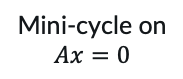 Mini-cycle on
Ax = 0